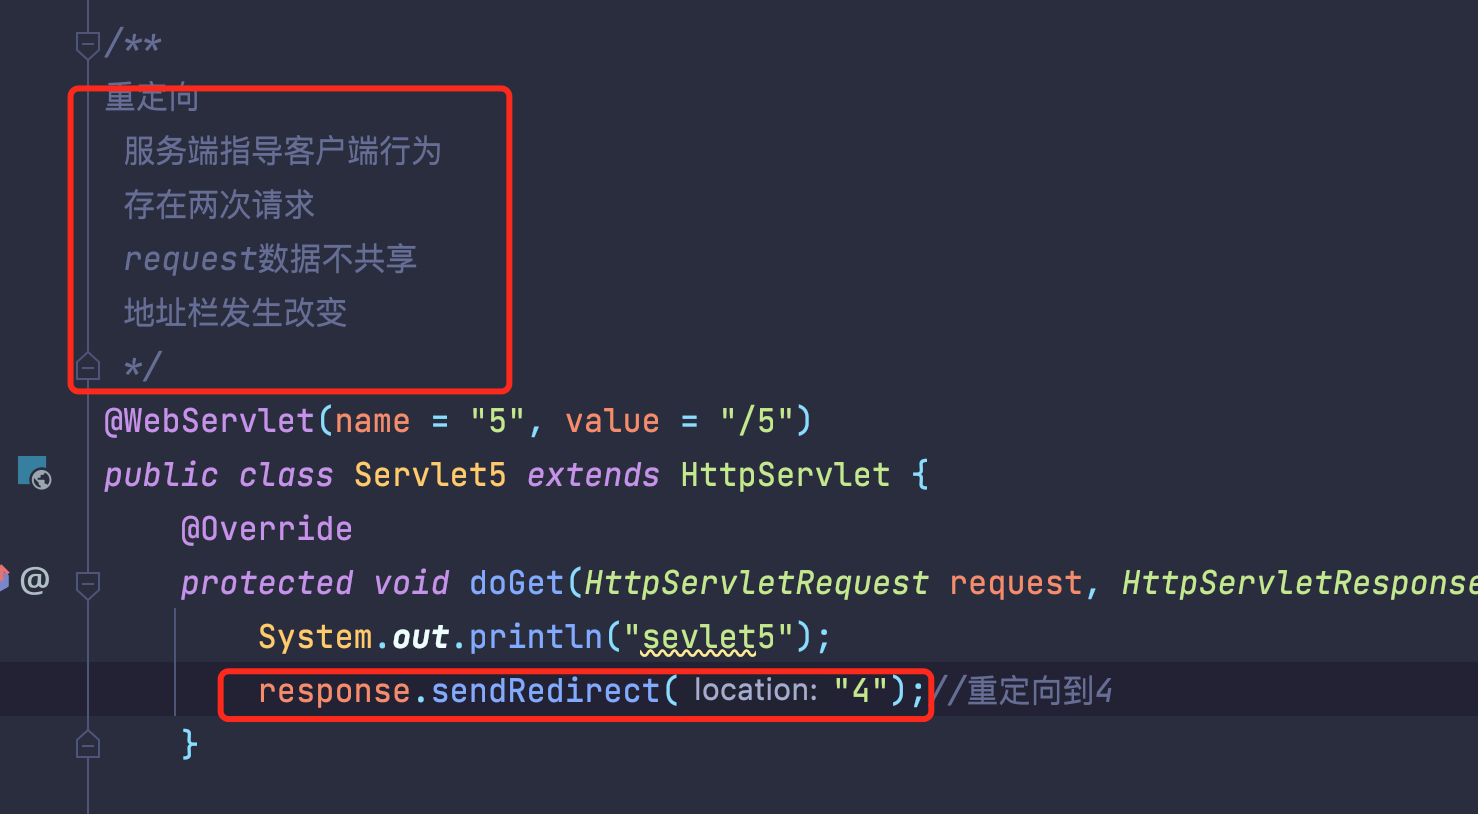 /**
重定向
服务端指导客户端行为
存在两次请求
request数据不共享
地址栏发生改变
*/
@WebServlet(name = "5", value = "/5")
public class Servlet5 extends HttpServlet {
@Override
protected void doGet(HttpServletRequest request, HttpServletResponse
System.out.println("sevlet5");
response.sendRedirect( location: "4");//重定向到4
}